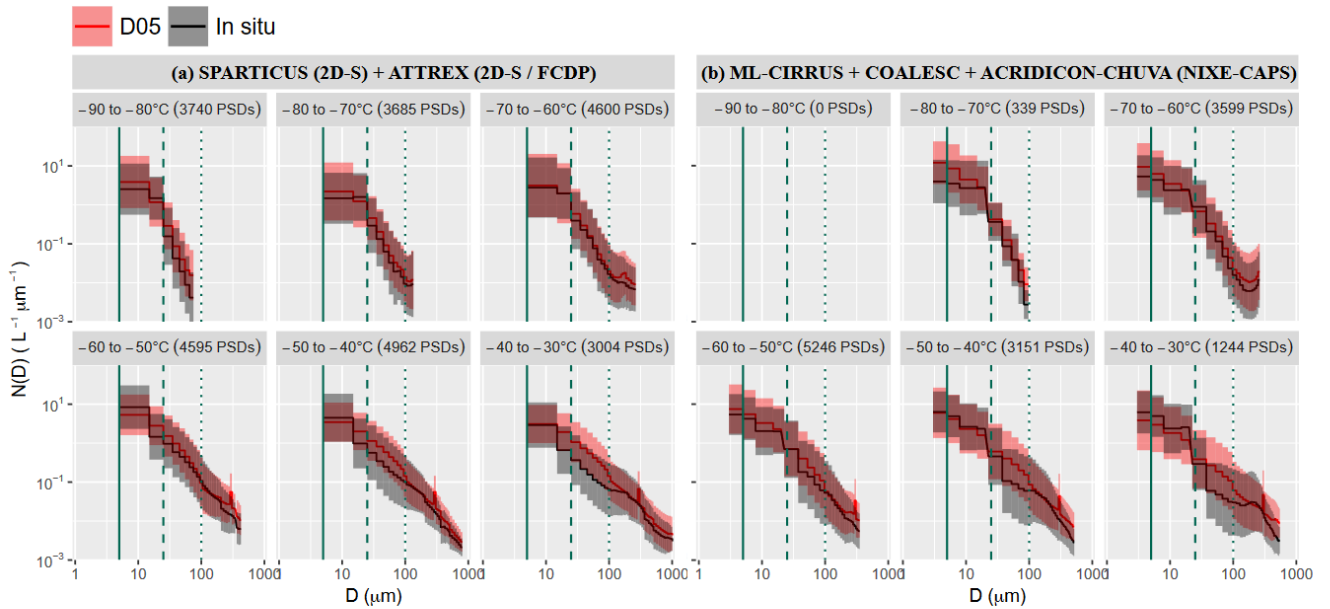 D05 In situ
(a) SPARTICUS (2D-S) + ATTREX (2D-S / FCDP) (b) ML-CIRRUS + COALESC + ACRIDICON-CHUVA (NIXE-CAPS)
−90 to −80°C (3740 PSDs) −80 to −70°C (3685 PSDs) −70 to −60°C (4600 PSDs) −90 to −80°C (0 PSDs) −80 to −70°C (339 PSDs) −70 to −60°C (3599 PSDs)
10¹
10⁻¹
10⁻³
−60 to −50°C (4595 PSDs) −50 to −40°C (4962 PSDs) −40 to −30°C (3004 PSDs) −60 to −50°C (5246 PSDs) −50 to −40°C (3151 PSDs) −40 to −30°C (1244 PSDs)
N(D) ( L⁻¹ μm⁻¹)
10¹
10⁻¹
10⁻³
1 10 100 1000 10 100 1000 10 100 1000 1 10 100 1000 10 100 1000 10 100 1000
D (μm) D (μm)